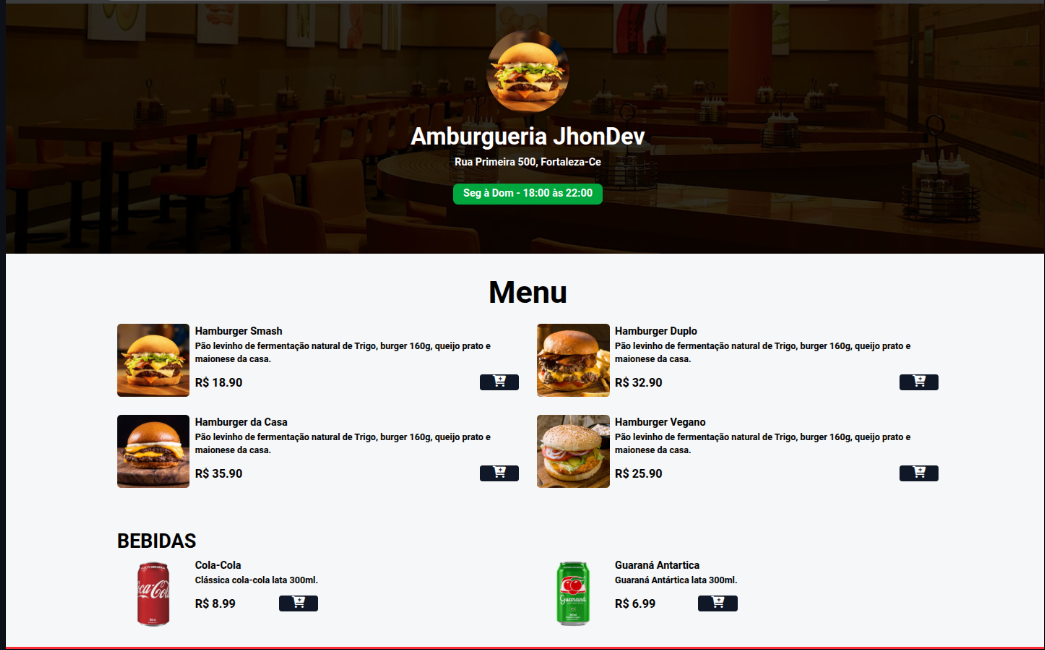 Amburgueria JhonDev
Rua Primeira 500, Fortaleza-Ce
Seg à Dom - 18:00 às 22:00
Menu
Hamburger Smash
Pão levinho de fermentação natural de Trigo, burger 160g, queijo prato e
maionese da casa.
R$ 18.90
Hamburger Duplo
Pão levinho de fermentação natural de Trigo, burger 160g, queijo prato e
maionese da casa.
R$ 32.90
Hamburger da Casa
Pão levinho de fermentação natural de Trigo, burger 160g, queijo prato e
maionese da casa.
R$ 35.90
Hamburger Vegano
Pão levinho de fermentação natural de Trigo, burger 160g, queijo prato e
maionese da casa.
R$ 25.90
BEBIDAS
Cola-Cola
Clássica cola-cola lata 300ml.
R$ 8.99
Guaraná Antartica
Guaraná Antártica lata 300ml.
R$ 6.99